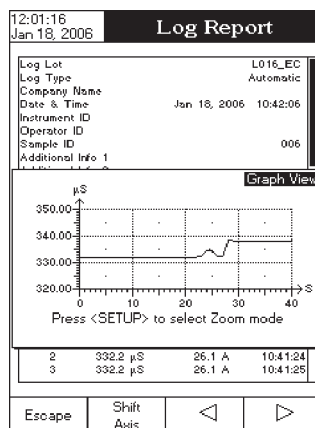 12:01:16
Jan 18, 2006
Log Report
Log Lot L016_EC
Log Type Automatic
Company Name
Date & Time Jan 18, 2006 10:42:06
Instrument ID
Operator ID
Sample ID 006
Additional Info 1
Graph View
µS
350.00
340.00
330.00
320.00
0 10 20 30 40 S
Press <SETUP> to select Zoom mode
2 332.2 µS 26.1 A 10:41:24
3 332.2 µS 26.1 A 10:41:25
Escape
Shift
Axis